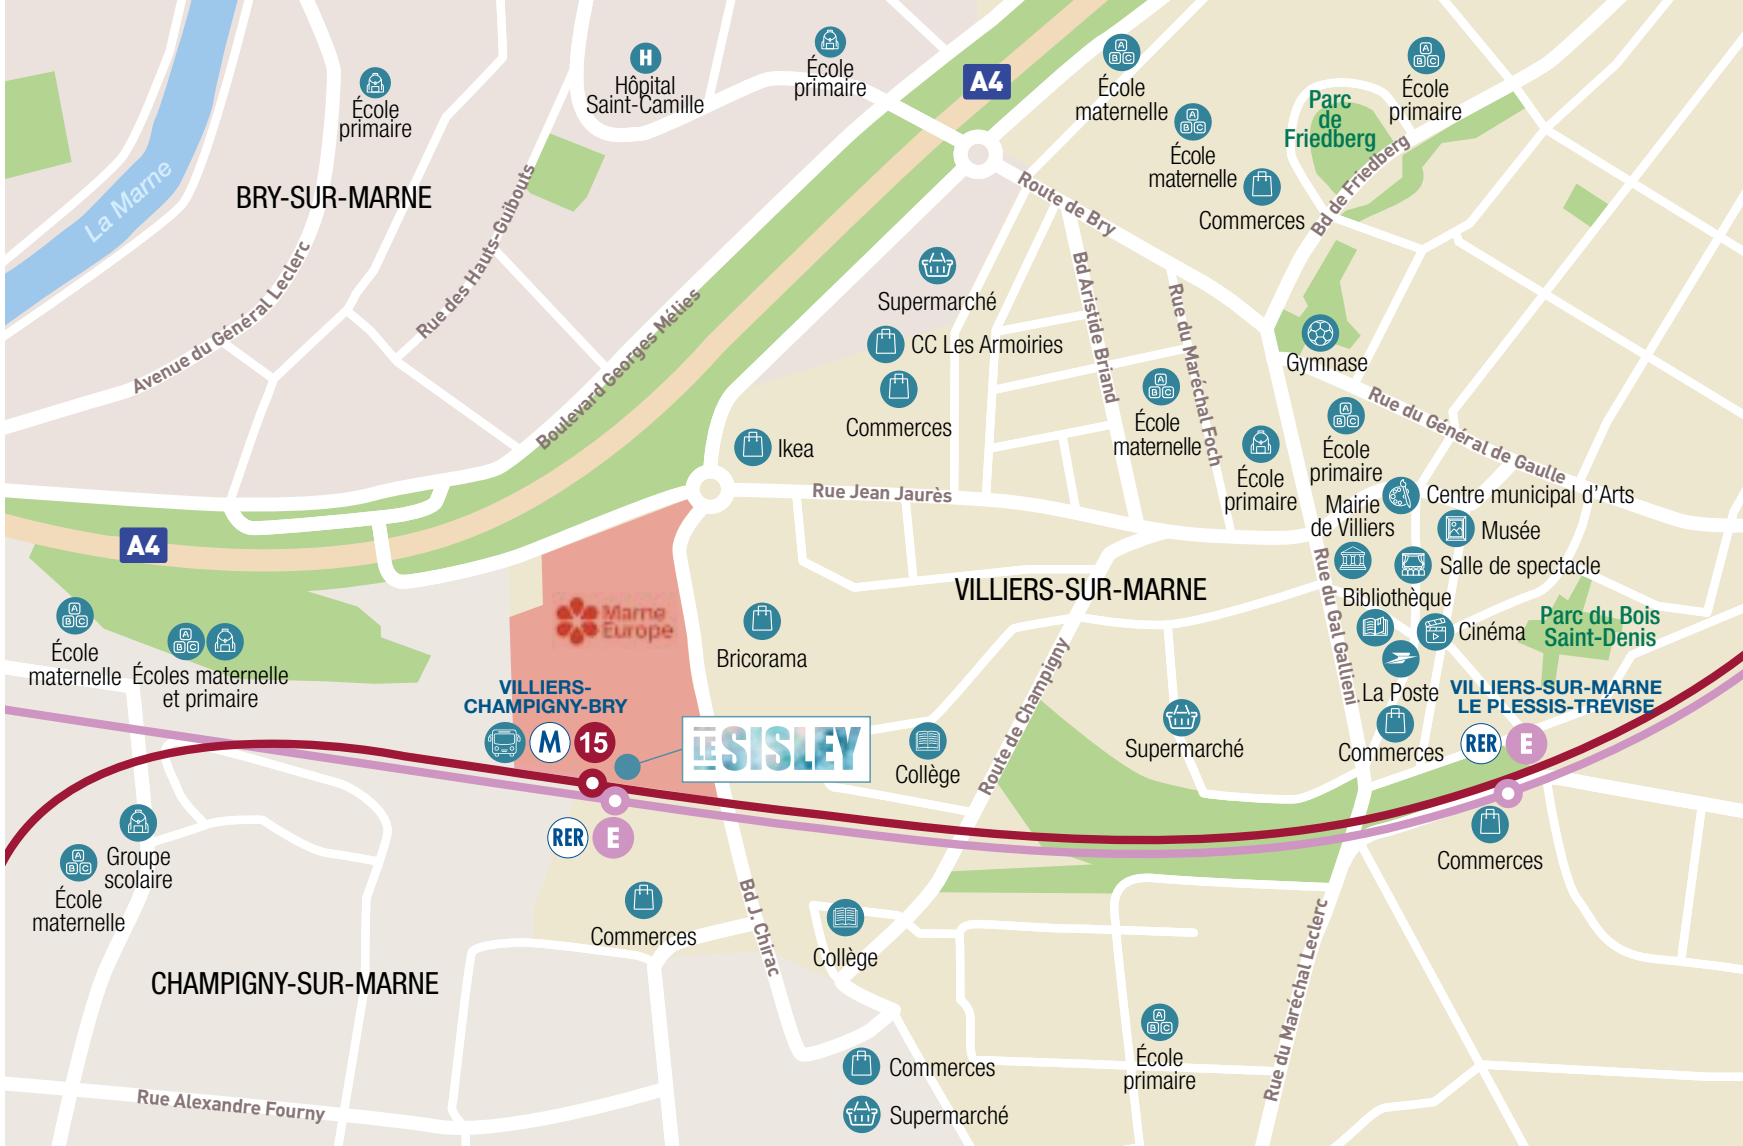 H
Hôpital
Saint-Camille
École
primaire
École
primaire
A4
A
B C
École
maternelle
A
B C
École
maternelle
A
B C
École
primaire
Parc
de
Friedberg
Commerces
Bd de Friedberg
La Marne
BRY-SUR-MARNE
Avenue du Général Leclerc
Rue des Hauts-Guibouts
Boulevard Georges Mélies
Route de Bry
Supermarché
CC Les Armoiries
Commerces
Ikea
Bd Aristide Briand
Rue du Maréchal Foch
A
B C
École
maternelle
École
primaire
Gymnase
Rue du Général de Gaulle
A
B C
École
primaire
Rue Jean Jaurès
Mairie
de Villiers
Centre municipal d'Arts
Musée
Salle de spectacle
Bibliothèque
Cinéma
La Poste
Commerces
Parc du Bois
Saint-Denis
Rue du Gal Gallieni
VILLIERS-SUR-MARNE
A4
A
B C
École
maternelle
A
B C
Écoles maternelle
et primaire
Marne
Europe
Bricorama
VILLIERS-
CHAMPIGNY-BRY
M
15
LE SISLEY
RER
E
Collège
Route de Champigny
Supermarché
VILLIERS-SUR-MARNE
LE PLESSIS-TRÉVISE
RER
E
Commerces
Groupe
scolaire
A
B C
École
maternelle
Commerces
Bd J. Chirac
Collège
CHAMPIGNY-SUR-MARNE
Rue du Maréchal Leclerc
A
B C
École
primaire
Commerces
Supermarché
Rue Alexandre Fourny